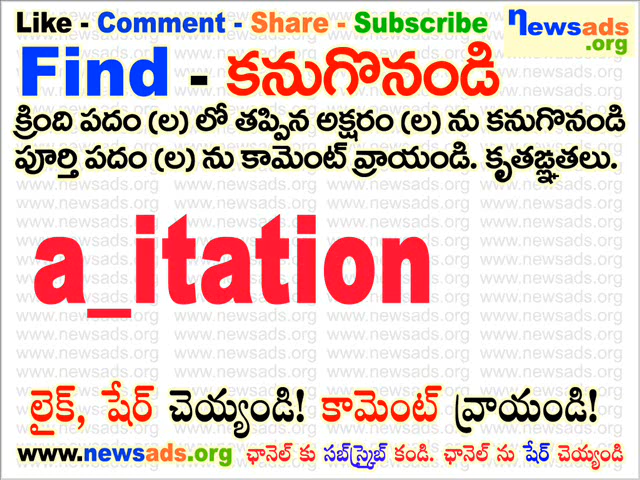 Like - Comment - Share - Subscribe
newsads
.org
Find - కనుగొనండి
క్రింది పదం (ల) లో తప్పిన అక్షరం (ల) ను కనుగొనండి
పూర్తి పదం (ల) ను కామెంట్ వ్రాయండి. కృతఙ్ఞతలు.
a_itation
లైక్, షేర్ చెయ్యండి! కామెంట్ వ్రాయండి!
www.newsads.org ఛానెల్ కు సబ్‌స్క్రైబ్ కండి. ఛానెల్ ను షేర్ చెయ్యండి